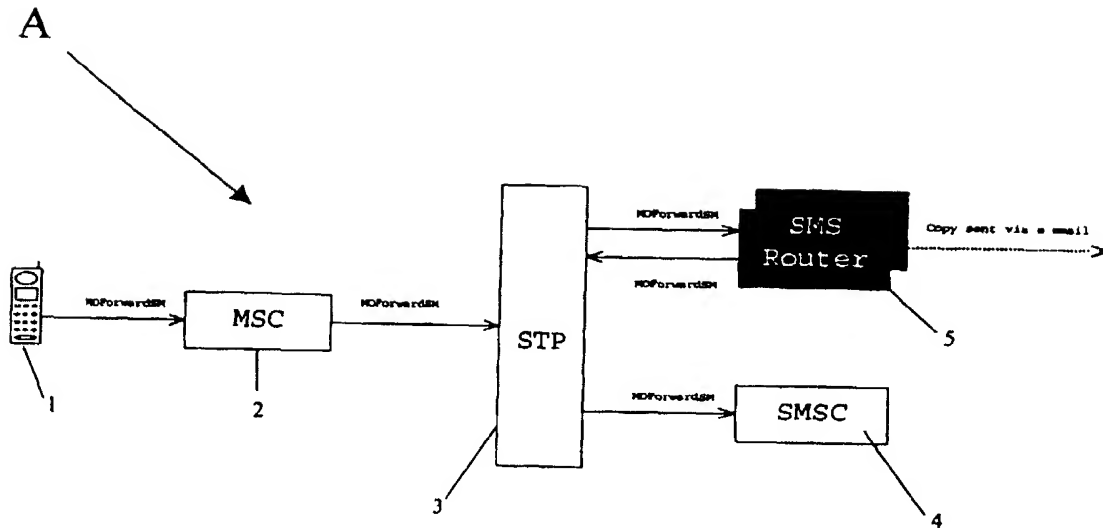 A
MOForwardSM
SMS
Router
Copy sent via e mail
MOForwardSM
MOForwardSM
MOForwardSM
MSC
STP
5
1
2
MOForwardSM
SMSC
3
4